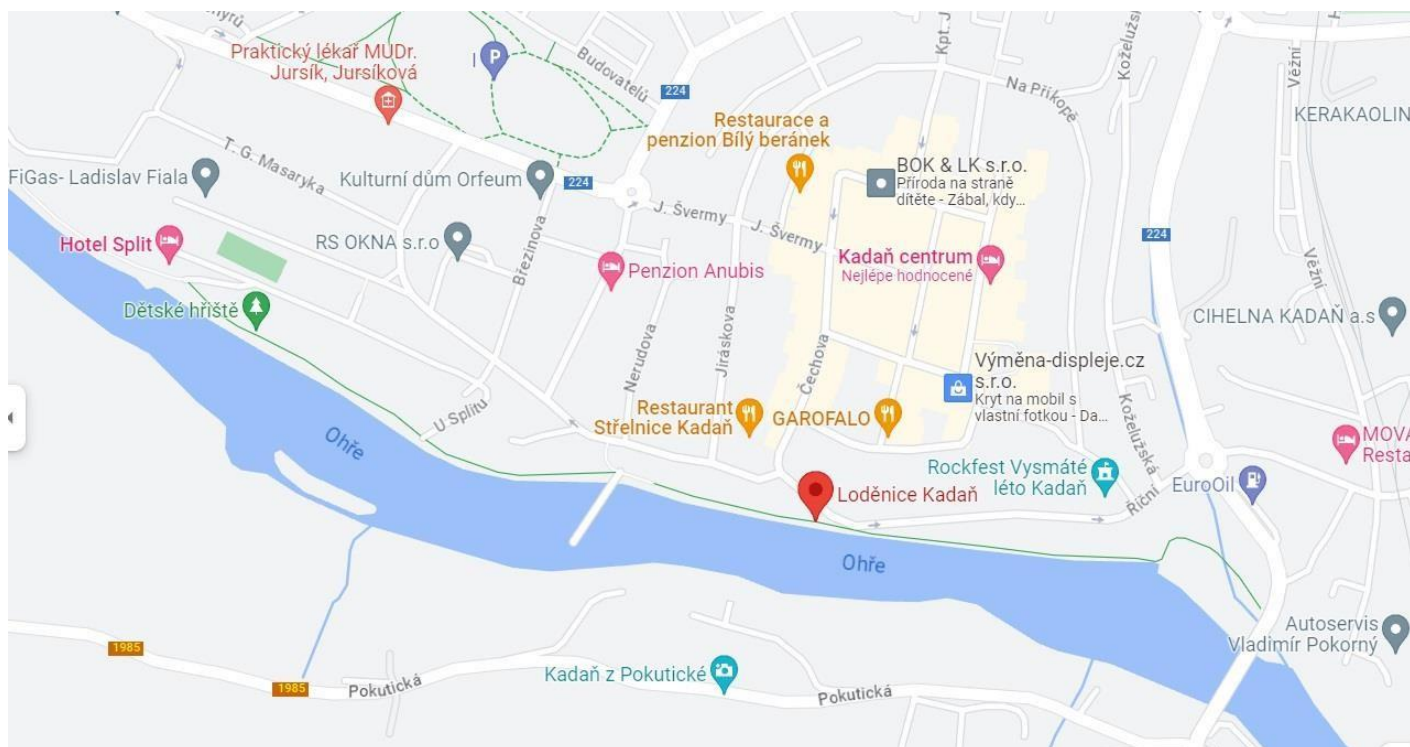 Praktický lékař MUDr.
Jursík, Jursíková
P
Budovatelů
224
Kpt. J
Koželužská
Na Příkopě
Věžní
KERAKAOLIN
Restaurace a
penzion Bílý beránek
BOK & LK s.r.o.
Příroda na straně
dítěte - Zábal, kdy...
T. G. Masaryka
FiGas- Ladislav Fiala
Kulturní dům Orfeum
224
J. Švermy
J. Švermy
224
Hotel Split
RS OKNA s.r.o
Březinova
Penzion Anubis
Kadaň centrum
Nejlépe hodnocené
Věžní
Dětské hřiště
CIHELNA KADAŇ a.s
Nerudova
Jiráskova
Čechova
Výměna-displeje.cz
s.r.o.
Kryt na mobil s
vlastní fotkou - Da...
U Splitu
Restaurant
Střelnice Kadaň
GAROFALO
Koželužská
MOVA
Resta
Ohře
Rockfest Vysmáté
léto Kadaň
Loděnice Kadaň
Říční
EuroOil
Ohře
Autoservis
Vladimír Pokorný
1985
Kadaň z Pokutické
1985
Pokutická
Pokutická